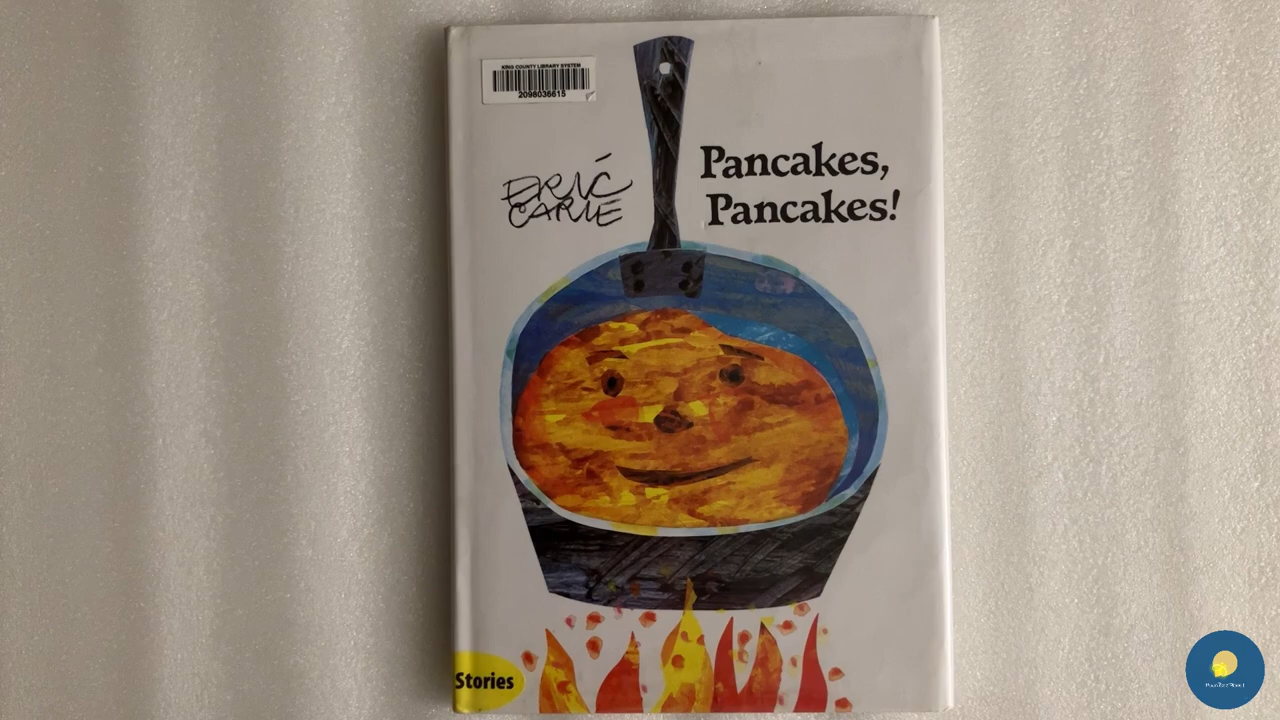 KING COUNTY LIBRARY SYSTEM
2098036615
ERIC
CARLE
Pancakes,
Pancakes!
Stories